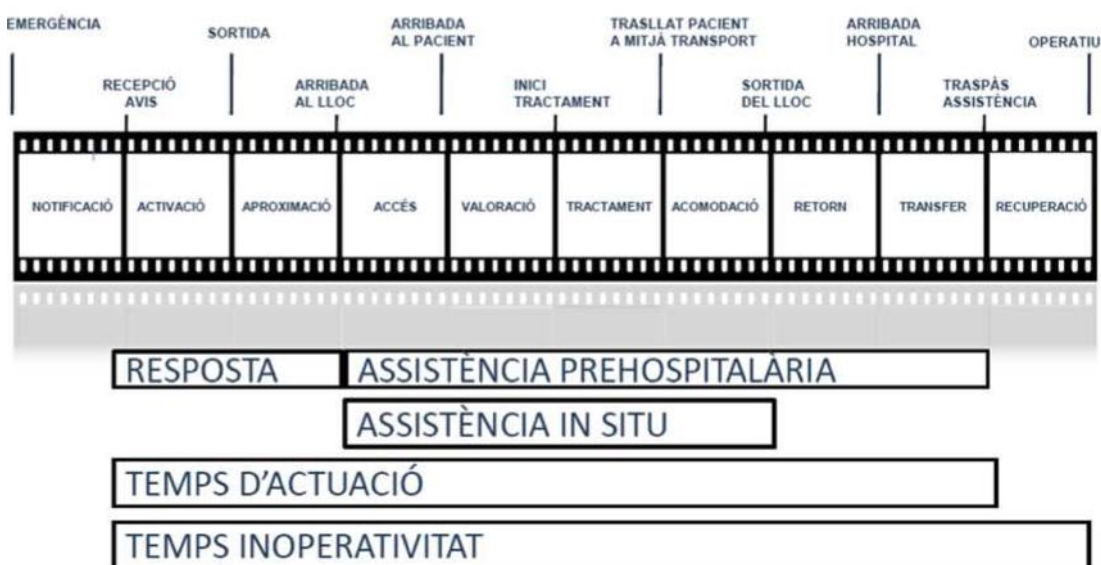 EMERGÈNCIA
SORTIDA
ARRIBADA
AL PACIENT
TRASLLAT PACIENT
A MITJÀ TRANSPORT
ARRIBADA
HOSPITAL
OPERATIU
RECEPCIÓ
AVIS
ARRIBADA
AL LLOC
INICI
TRACTAMENT
SORTIDA
DEL LLOC
TRASPÀS
ASSISTÈNCIA
NOTIFICACIÓ
ACTIVACIÓ
APROXIMACIÓ
ACCÉS
VALORACIÓ
TRACTAMENT
ACOMODACIÓ
RETORN
TRANSFER
RECUPERACIÓ
RESPOSTA
ASSISTÈNCIA PREHOSPITALÀRIA
ASSISTÈNCIA IN SITU
TEMPS D'ACTUACIÓ
TEMPS INOPERATIVITAT